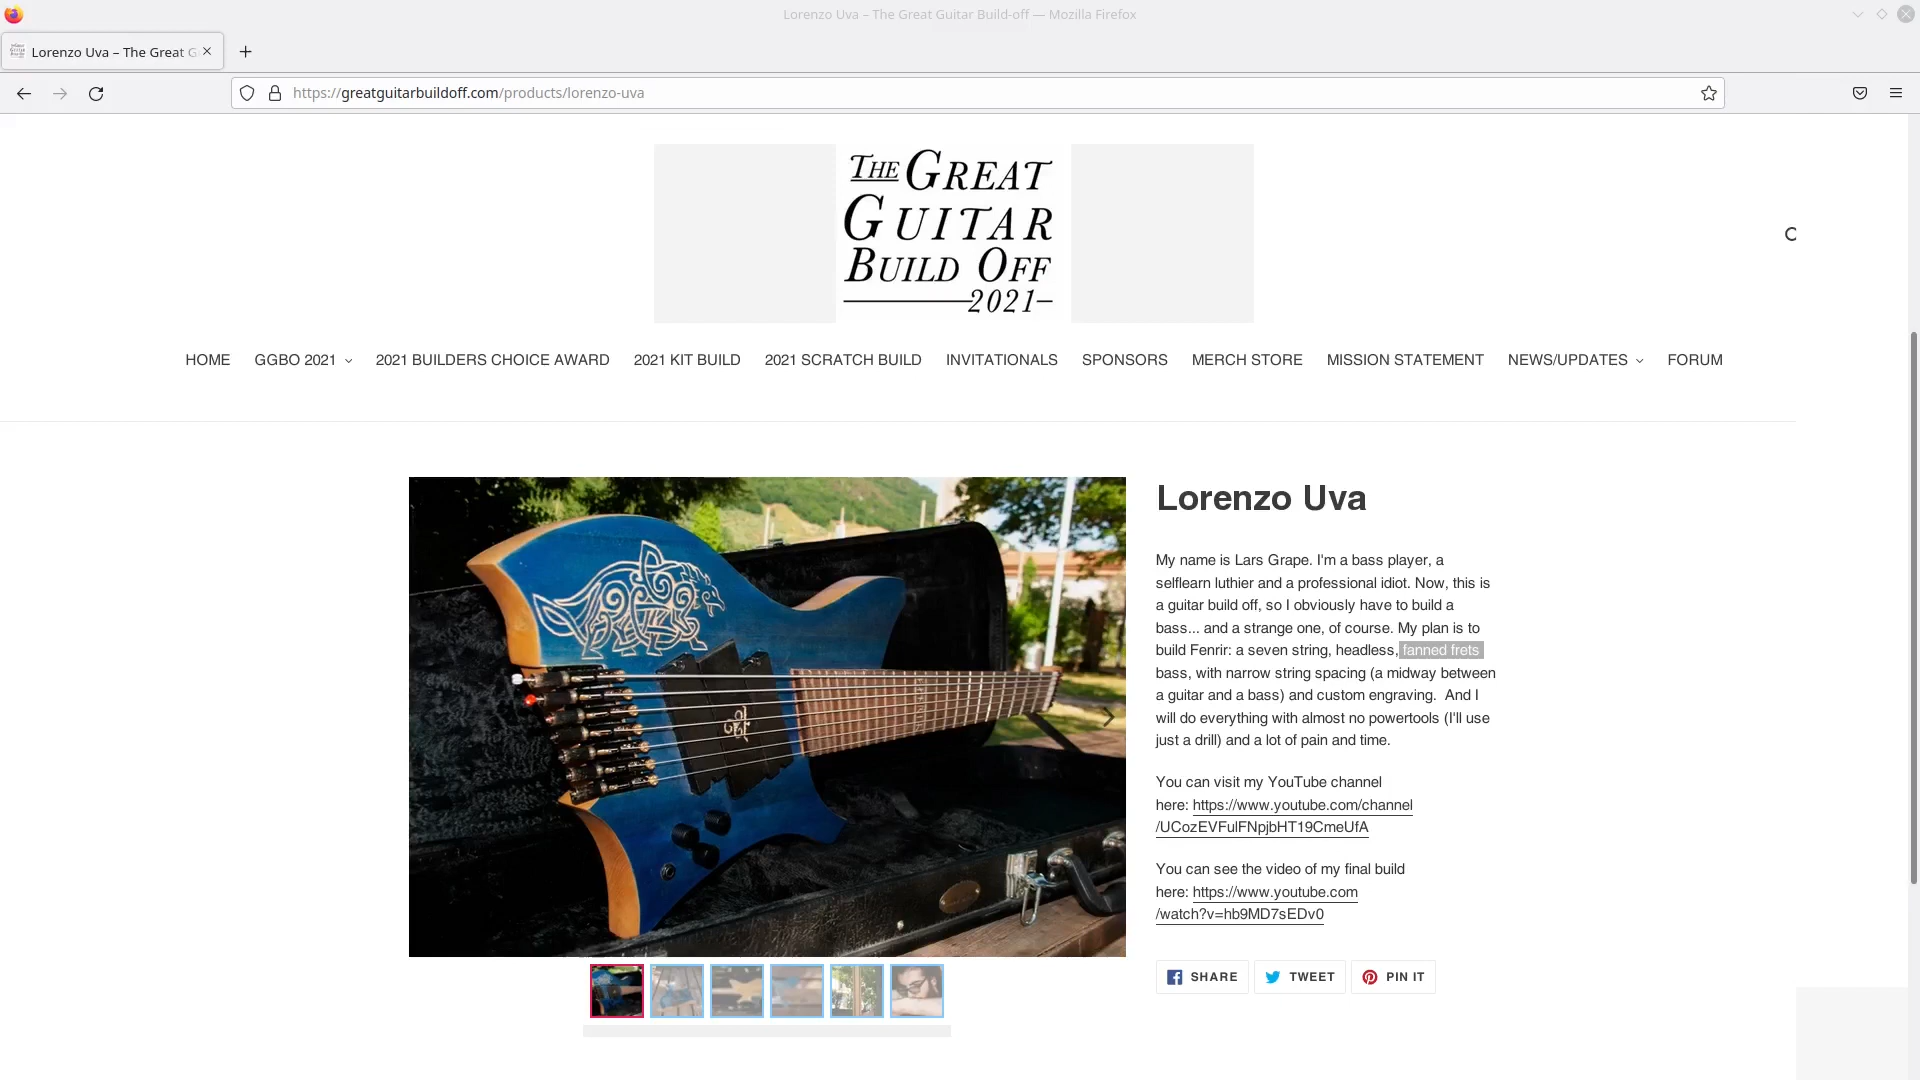 Lorenzo Uva – The Great Guitar Build-off — Mozilla Firefox
Lorenzo Uva – The Great G
https://greatguitarbuildoff.com/products/lorenzo-uva
THE GREAT
GUITAR
BUILD OFF
2021
HOME GGBO 2021 2021 BUILDERS CHOICE AWARD 2021 KIT BUILD 2021 SCRATCH BUILD INVITATIONALS SPONSORS MERCH STORE MISSION STATEMENT NEWS/UPDATES FORUM
Lorenzo Uva
My name is Lars Grape. I'm a bass player, a
selflearn luthier and a professional idiot. Now, this is
a guitar build off, so I obviously have to build a
bass... and a strange one, of course. My plan is to
build Fenrir: a seven string, headless, fanned frets
bass, with narrow string spacing (a midway between
a guitar and a bass) and custom engraving.  And I
will do everything with almost no powertools (I'll use
just a drill) and a lot of pain and time.
You can visit my YouTube channel
here: https://www.youtube.com/channel
/UCozEVFulFNpjbHT19CmeUfA
You can see the video of my final build
here: https://www.youtube.com
/watch?v=hb9MD7sEDv0
SHARE TWEET PIN IT